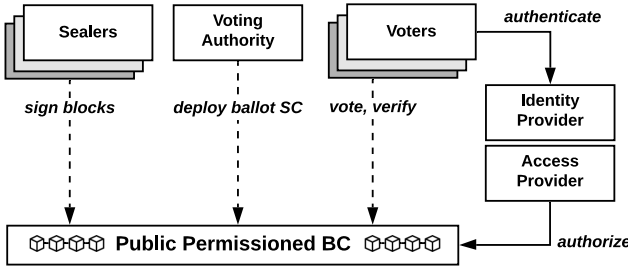 Sealers
Voting
Authority
Voters
authenticate
sign blocks
deploy ballot SC
vote, verify
Identity
Provider
Access
Provider
Public Permissioned BC
authorize